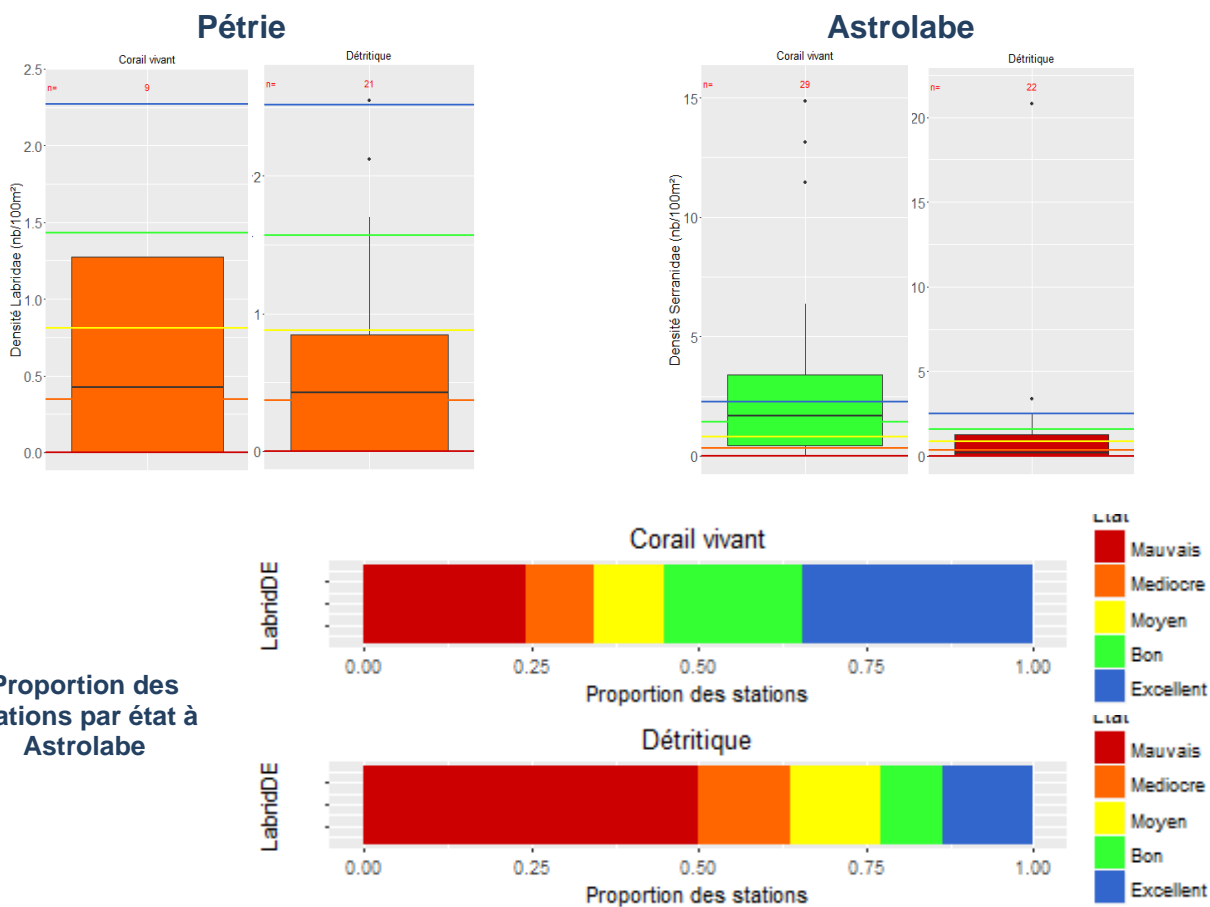 Pétrie
Astrolabe
Corail vivant
Détritique
Corail vivant
Détritique
n= 9
n= 21
n= 29
n= 22
Densité Labridae (nb/100m²)
2.5
2.0
1.5
1.0
0.5
0.0
2
1
0
Densité Serranidae (nb/100m²)
15
10
5
0
20
15
10
5
0
Corail vivant
LabridDE
0.00 0.25 0.50 0.75 1.00
Proportion des stations
Etat
Mauvais
Mediocre
Moyen
Bon
Excellent
Proportion des
ations par état à
Astrolabe
Détritique
LabridDE
0.00 0.25 0.50 0.75 1.00
Proportion des stations
Etat
Mauvais
Mediocre
Moyen
Bon
Excellent